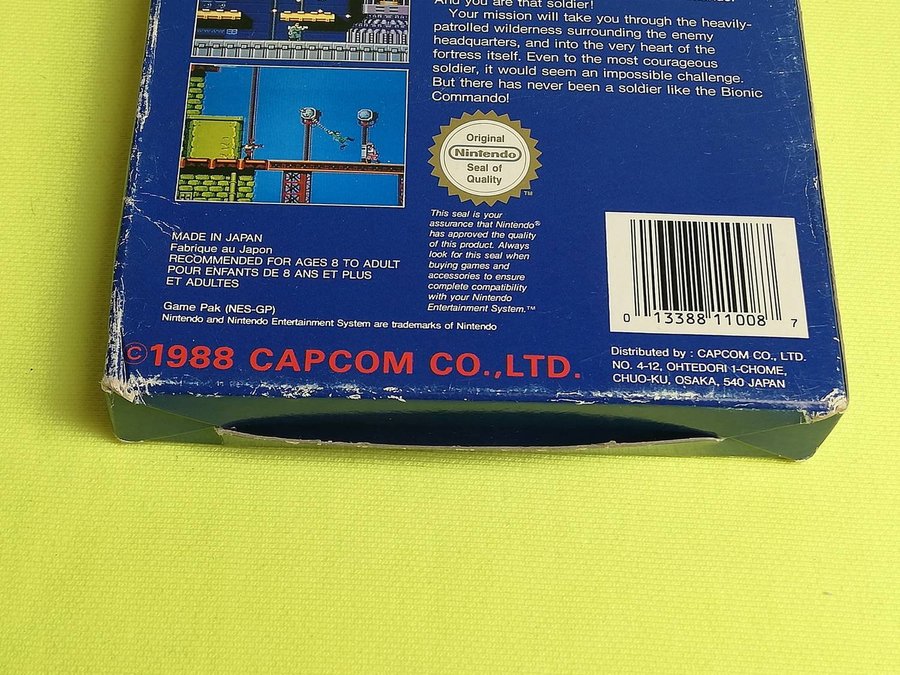 And you are that soldier!
Your mission will take you through the heavily-
patrolled wilderness surrounding the enemy
headquarters, and into the very heart of the
fortress itself. Even to the most courageous
soldier, it would seem an impossible challenge.
But there has never been a soldier like the Bionic
Commando!
Original
Nintendo
Seal of
Quality
TM
This seal is your
assurance that Nintendo®
has approved the quality
of this product. Always
look for this seal when
buying games and
accessories to ensure
complete compatibility
with your Nintendo
Entertainment System.™
MADE IN JAPAN
Fabrique au Japon
RECOMMENDED FOR AGES 8 TO ADULT
POUR ENFANTS DE 8 ANS ET PLUS
ET ADULTES
Game Pak (NES-GP)
Nintendo and Nintendo Entertainment System are trademarks of Nintendo
©1988 CAPCOM CO.,LTD.
0 13388 11008 7
Distributed by : CAPCOM CO., LTD.
NO. 4-12, OHTEDORI 1-CHOME,
CHUO-KU, OSAKA, 540 JAPAN